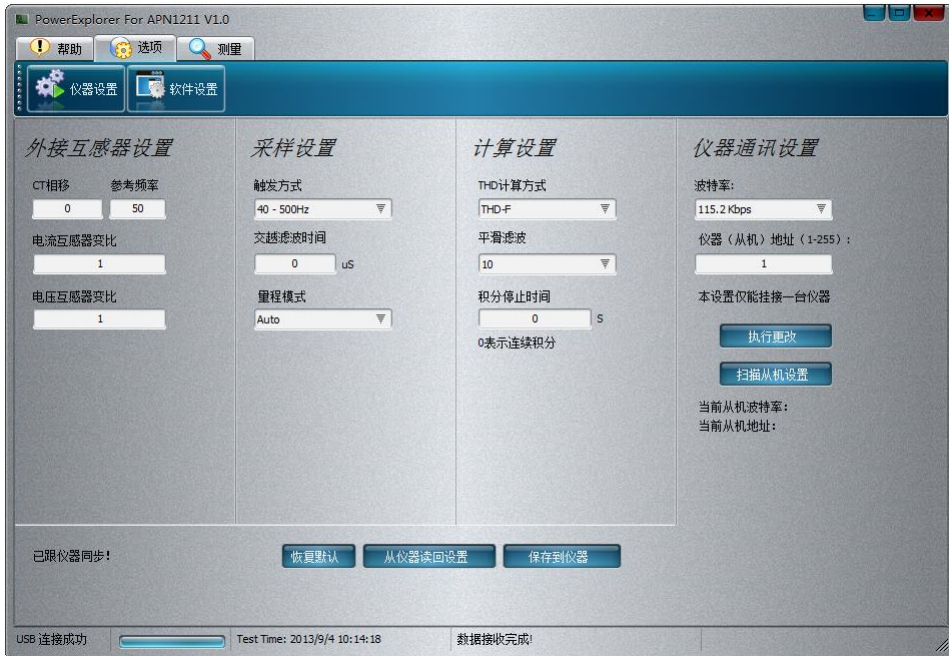 PowerExplorer For APN1211 V1.0
帮助 选项 测量
仪器设置 软件设置
外接互感器设置
CT相移 参考频率
0 50
电流互感器变比
1
电压互感器变比
1
采样设置
触发方式
40 - 500Hz
交越滤波时间
0 uS
量程模式
Auto
计算设置
THD计算方式
THD-F
平滑滤波
10
积分停止时间
0 S
0表示连续积分
仪器通讯设置
波特率:
115.2 Kbps
仪器（从机）地址（1-255）:
1
本设置仅能挂接一台仪器
执行更改
扫描从机设置
当前从机波特率:
当前从机地址:
已跟仪器同步!
恢复默认 从仪器读回设置 保存到仪器
USB 连接成功 Test Time: 2013/9/4 10:14:18 数据接收完成!